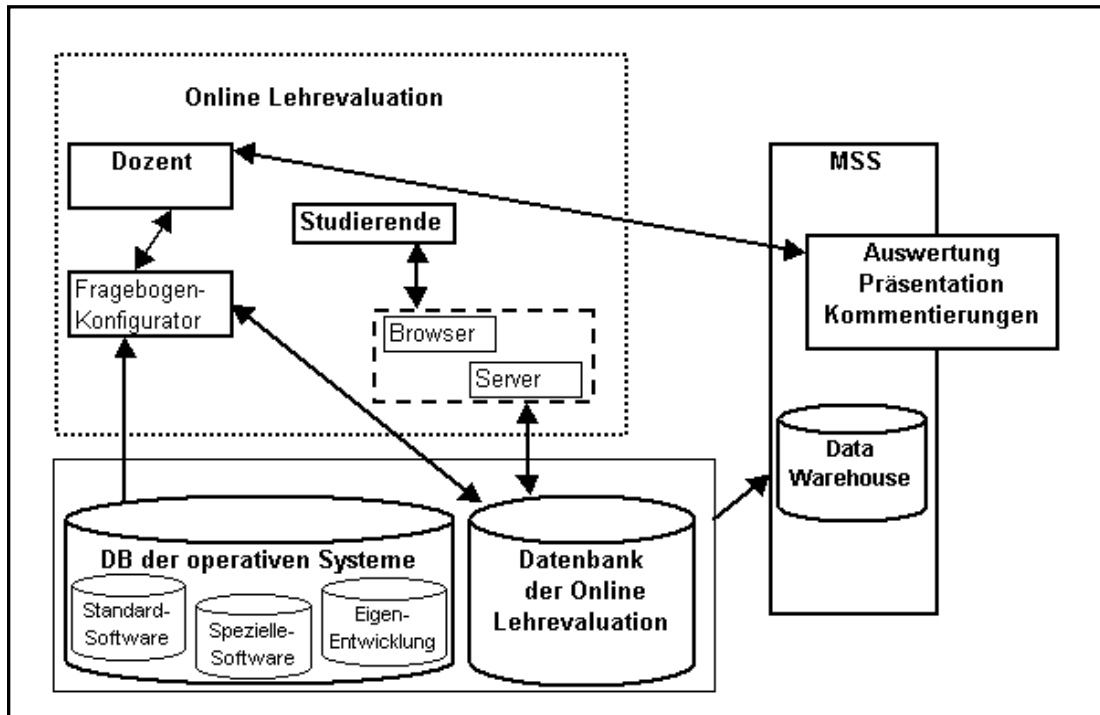 Online Lehrevaluation
Dozent
MSS
Studierende
Auswertung
Präsentation
Kommentierungen
Fragebogen-
Konfigurator
Browser
Server
Data
Warehouse
DB der operativen Systeme
Standard-
Software
Spezielle-
Software
Eigen-
Entwicklung
Datenbank
der Online
Lehrevaluation